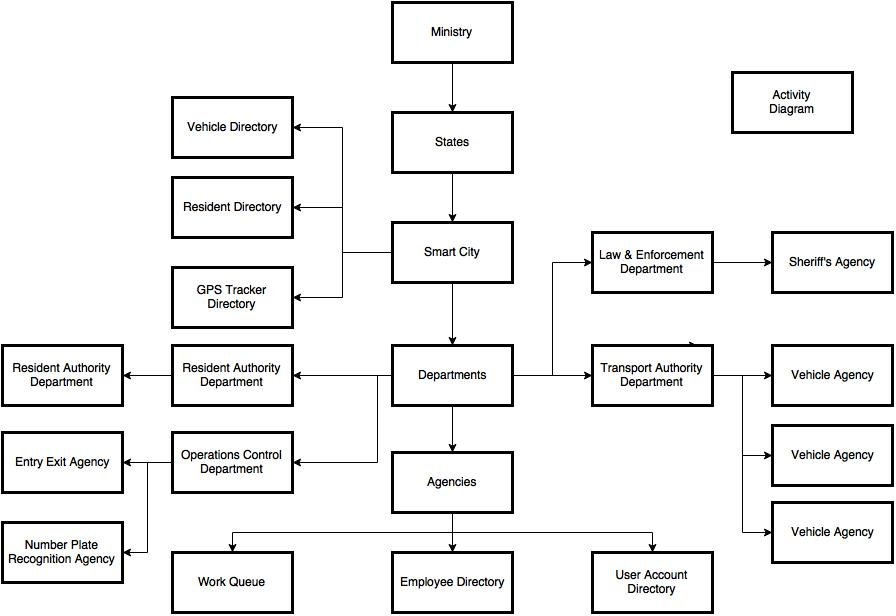 Ministry
Activity
Diagram
Vehicle Directory
States
Resident Directory
Smart City
Law & Enforcement
Department
Sheriff's Agency
GPS Tracker
Directory
Resident Authority
Department
Resident Authority
Department
Departments
Transport Authority
Department
Vehicle Agency
Entry Exit Agency
Operations Control
Department
Agencies
Vehicle Agency
Vehicle Agency
Number Plate
Recognition Agency
Work Queue
Employee Directory
User Account
Directory